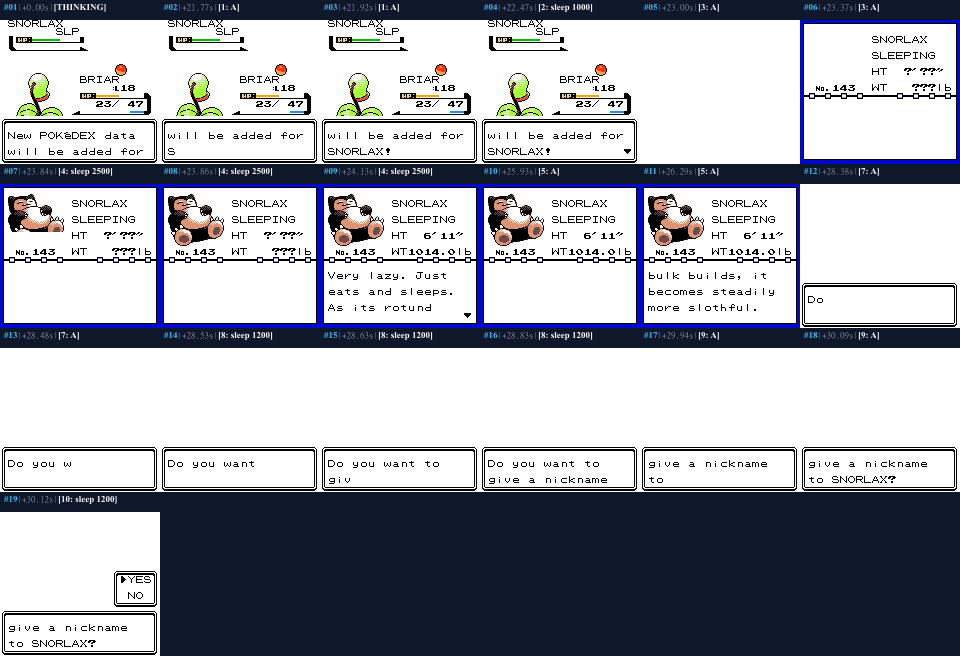 #01|+0.00s| [THINKING]
SNORLAX
SLP
HP:
BRIAR
:L18
HP:
23/ 47
New POKéDEX data
will be added for
#02|+21.77s| [1: A]
SNORLAX
SLP
HP:
BRIAR
:L18
HP:
23/ 47
will be added for
S
#03|+21.92s| [1: A]
SNORLAX
SLP
HP:
BRIAR
:L18
HP:
23/ 47
will be added for
SNORLAX!
#04|+22.47s| [2: sleep 1000]
SNORLAX
SLP
HP:
BRIAR
:L18
HP:
23/ 47
will be added for
SNORLAX!
#05|+23.00s| [3: A]
#06|+23.37s| [3: A]
SNORLAX
SLEEPING
HT ?'??"
No.143 WT ???lb
#07|+23.84s| [4: sleep 2500]
SNORLAX
SLEEPING
HT ?'??"
No.143 WT ???lb
#08|+23.86s| [4: sleep 2500]
SNORLAX
SLEEPING
HT ?'??"
No.143 WT ???lb
#09|+24.13s| [4: sleep 2500]
SNORLAX
SLEEPING
HT 6'11"
No.143 WT1014.0lb
Very lazy. Just
eats and sleeps.
As its rotund
#10|+25.93s| [5: A]
SNORLAX
SLEEPING
HT 6'11"
No.143 WT1014.0lb
#11|+26.29s| [5: A]
SNORLAX
SLEEPING
HT 6'11"
No.143 WT1014.0lb
bulk builds, it
becomes steadily
more slothful.
#12|+28.38s| [7: A]
Do
#13|+28.48s| [7: A]
Do you w
#14|+28.53s| [8: sleep 1200]
Do you want
#15|+28.63s| [8: sleep 1200]
Do you want to
giv
#16|+28.83s| [8: sleep 1200]
Do you want to
give a nickname
#17|+29.94s| [9: A]
give a nickname
to
#18|+30.09s| [9: A]
give a nickname
to SNORLAX?
#19|+30.12s| [10: sleep 1200]
YES
NO
give a nickname
to SNORLAX?